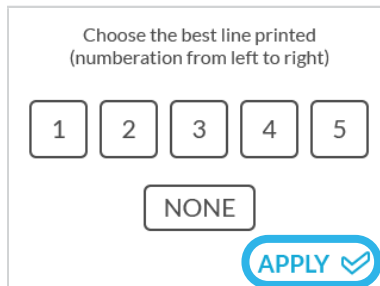 Choose the best line printed
(numberation from left to right)
1 2 3 4 5
NONE
APPLY